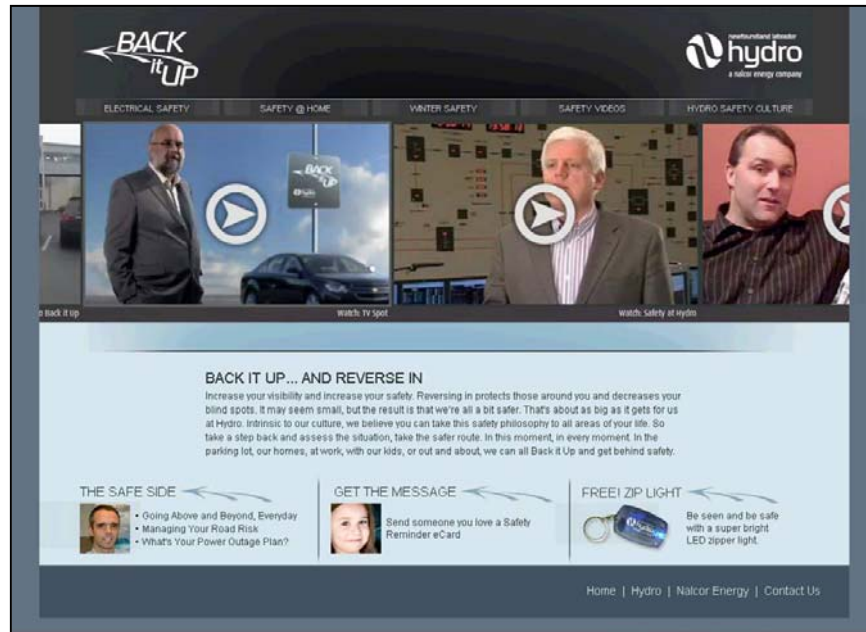 BACK
it UP
newfoundland labrador
hydro
a nalcor energy company
ELECTRICAL SAFETY
SAFETY @ HOME
WINTER SAFETY
SAFETY VIDEOS
HYDRO SAFETY CULTURE
BACK
it UP
hydro
o Back it Up
Watch: TV Spot
Watch: Safety at Hydro
BACK IT UP... AND REVERSE IN
Increase your visibility and increase your safety. Reversing in protects those around you and decreases your
blind spots. It may seem small, but the result is that we're all a bit safer. That's about as big as it gets for us
at Hydro. Intrinsic to our culture, we believe you can take this safety philosophy to all areas of your life. So
take a step back and assess the situation, take the safer route. In this moment, in every moment. In the
parking lot, our homes, at work, with our kids, or out and about, we can all Back it Up and get behind safety.
THE SAFE SIDE
• Going Above and Beyond, Everyday
• Managing Your Road Risk
• What's Your Power Outage Plan?
GET THE MESSAGE
Send someone you love a Safety
Reminder eCard
FREE! ZIP LIGHT
Be seen and be safe
with a super bright
LED zipper light.
Home | Hydro | Nalcor Energy | Contact Us